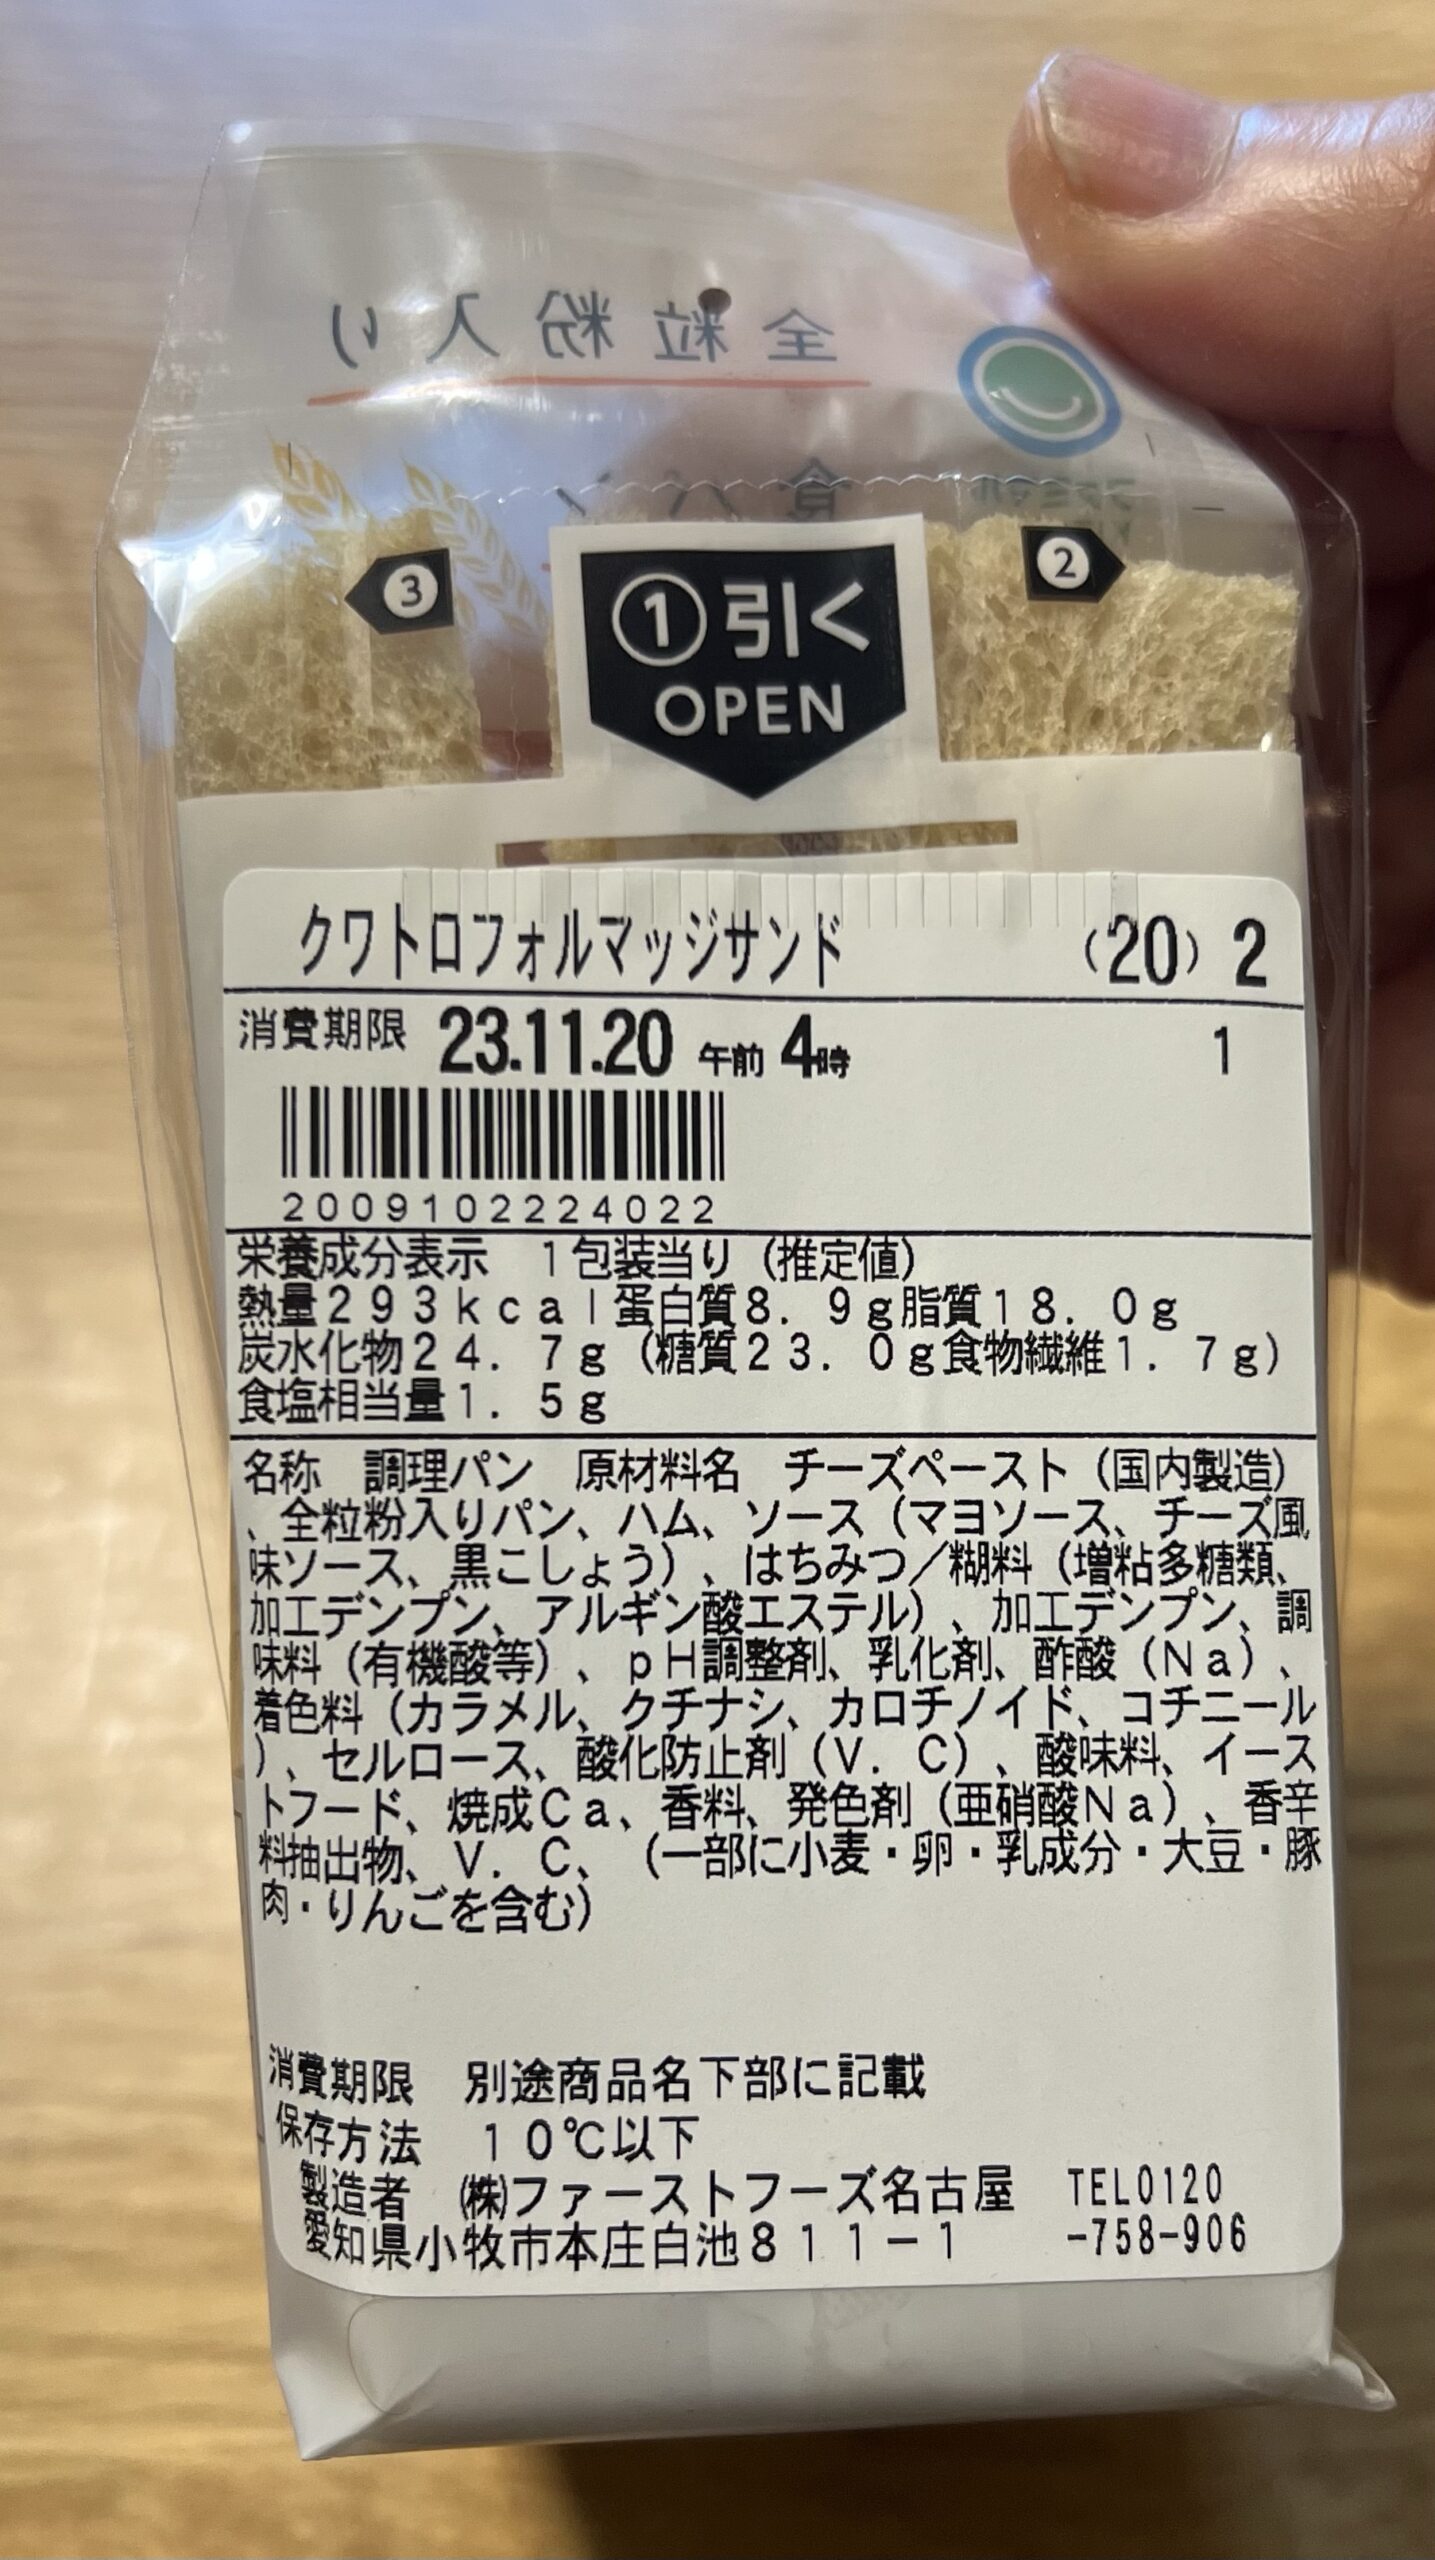 全粒粉入り
食パン
③
②
①引く
OPEN
クワトロフォルマッジサンド (20) 2
消費期限 23.11.20 午前 4時 1
2009102224022
栄養成分表示 1包装当り(推定値)
熱量293kcal蛋白質8.9g脂質18.0g
炭水化物24.7g(糖質23.0g食物繊維1.7g)
食塩相当量1.5g
名称 調理パン 原材料名 チーズペースト(国内製造)
、全粒粉入りパン、ハム、ソース(マヨソース、チーズ風
味ソース、黒こしょう)、はちみつ/糊料(増粘多糖類、
加工デンプン、アルギン酸エステル)、加工デンプン、調
味料(有機酸等)、pH調整剤、乳化剤、酢酸(Na)、
着色料(カラメル、クチナシ、カロチノイド、コチニール
)、セルロース、酸化防止剤(V.C)、酸味料、イース
トフード、焼成Ca、香料、発色剤(亜硝酸Na)、香辛
料抽出物、V.C、(一部に小麦・卵・乳成分・大豆・豚
肉・りんごを含む)
消費期限 別途商品名下部に記載
保存方法 10℃以下
製造者 (株)ファーストフーズ名古屋 TEL0120
愛知県小牧市本庄白池811-1 -758-906